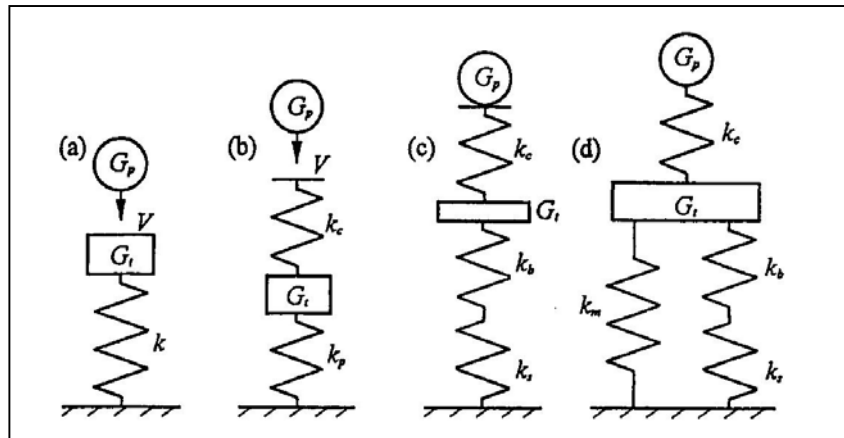 (a)
G_p
V
G_t
k
(b)
G_p
V
k_c
G_t
k_p
(c)
G_p
k_c
G_t
k_b
k_s
(d)
G_p
k_c
G_t
k_m
k_b
k_s